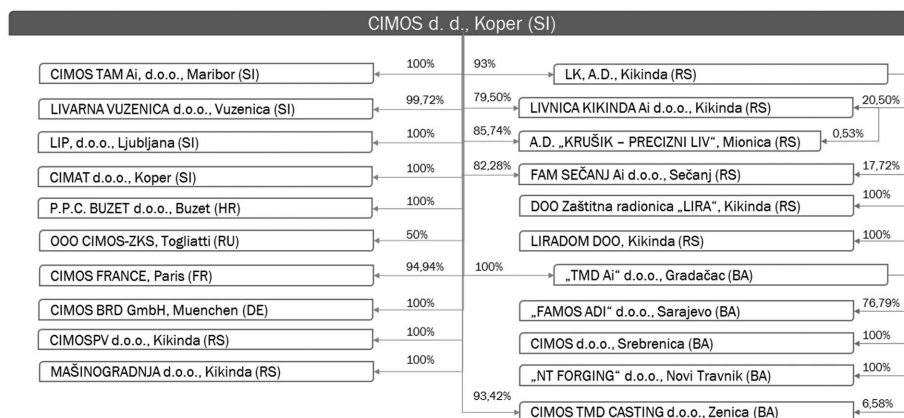 CIMOS d. d., Koper (SI)
CIMOS TAM Ai, d.o.o., Maribor (SI)
100%
93%
LK, A.D., Kikinda (RS)
LIVARNA VUZENICA d.o.o., Vuzenica (SI)
99,72%
79,50%
LIVNICA KIKINDA Ai d.o.o., Kikinda (RS)
20,50%
LIP, d.o.o., Ljubljana (SI)
100%
85,74%
A.D. „KRUŠIK – PRECIZNI LIV“, Mionica (RS)
0,53%
CIMAT d.o.o., Koper (SI)
100%
82,28%
FAM SEČANJ Ai d.o.o., Sečanj (RS)
17,72%
P.P.C. BUZET d.o.o., Buzet (HR)
100%
DOO Zaštitna radionica „LIRA“, Kikinda (RS)
100%
OOO CIMOS-ZKS, Togliatti (RU)
50%
LIRADOM DOO, Kikinda (RS)
100%
CIMOS FRANCE, Paris (FR)
94,94%
100%
„TMD Ai“ d.o.o., Gradačac (BA)
CIMOS BRD GmbH, Muenchen (DE)
100%
„FAMOS ADI“ d.o.o., Sarajevo (BA)
76,79%
CIMOSPV d.o.o., Kikinda (RS)
100%
CIMOS d.o.o., Srebrenica (BA)
100%
MAŠINOGRADNJA d.o.o., Kikinda (RS)
100%
„NT FORGING“ d.o.o., Novi Travnik (BA)
100%
93,42%
CIMOS TMD CASTING d.o.o., Zenica (BA)
6,58%